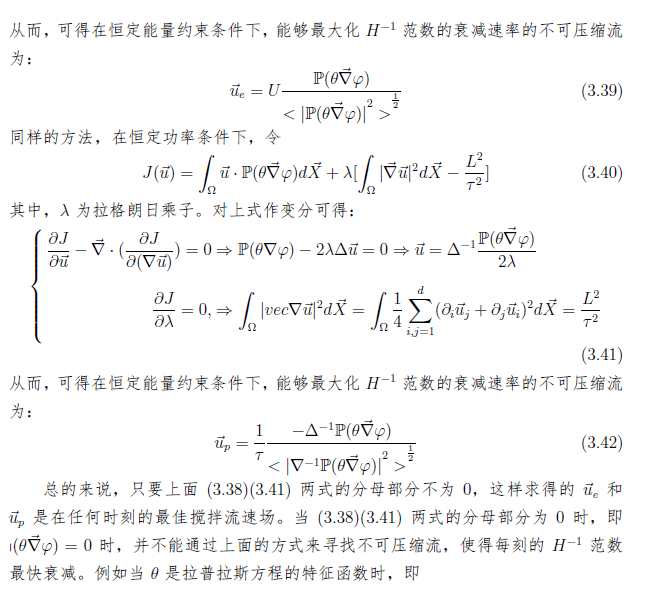 从而，可得在恒定能量约束条件下，能够最大化 H⁻¹ 范数的衰减速率的不可压缩流
为：
$\vec{u}_e = U\frac{\mathbb{P}(\theta\vec{\nabla}\varphi)}{<|\mathbb{P}(\theta\vec{\nabla}\varphi)|^2>^{\frac{1}{2}}}$ (3.39)
同样的方法，在恒定功率条件下，令
$J(\vec{u}) = \int_\Omega \vec{u}\cdot\mathbb{P}(\theta\vec{\nabla}\varphi)d\vec{X} + \lambda[\int_\Omega |\vec{\nabla}\vec{u}|^2 d\vec{X} - \frac{L^2}{\tau^2}]$ (3.40)
其中，λ 为拉格朗日乘子。对上式作变分可得：
$\frac{\partial J}{\partial \vec{u}} - \vec{\nabla}\cdot(\frac{\partial J}{\partial(\nabla\vec{u})}) = 0 \Rightarrow \mathbb{P}(\theta\nabla\varphi) - 2\lambda\Delta\vec{u} = 0 \Rightarrow \vec{u} = \Delta^{-1}\frac{\mathbb{P}(\theta\vec{\nabla}\varphi)}{2\lambda}$
$\frac{\partial J}{\partial \lambda} = 0, \Rightarrow \int_\Omega |vec\nabla\vec{u}|^2 d\vec{X} = \int_\Omega \frac{1}{4}\sum_{i,j=1}^{d}(\partial_i\vec{u}_j + \partial_j\vec{u}_i)^2 d\vec{X} = \frac{L^2}{\tau^2}$
(3.41)
从而，可得在恒定能量约束条件下，能够最大化 H⁻¹ 范数的衰减速率的不可压缩流
为：
$\vec{u}_p = \frac{1}{\tau}\frac{-\Delta^{-1}\mathbb{P}(\theta\vec{\nabla}\varphi)}{<|\nabla^{-1}\mathbb{P}(\theta\vec{\nabla}\varphi)|^2>^{\frac{1}{2}}}$ (3.42)
总的来说，只要上面 (3.38)(3.41) 两式的分母部分不为 0，这样求得的 $\vec{u}_e$ 和
$\vec{u}_p$ 是在任何时刻的最佳搅拌流速场。当 (3.38)(3.41) 两式的分母部分为 0 时，即
$(\theta\vec{\nabla}\varphi) = 0$ 时，并不能通过上面的方式来寻找不可压缩流，使得每刻的 H⁻¹ 范数
最快衰减。例如当 θ 是拉普拉斯方程的特征函数时，即